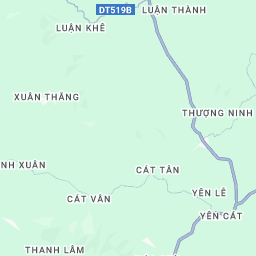 DT519B
LUẬN THÀNH
LUẬN KHÊ
XUÂN THẮNG
THƯỢNG NINH
NH XUÂN
CÁT TÂN
CÁT VÂN
YÊN LỄ
YÊN CÁT
THANH LÂM